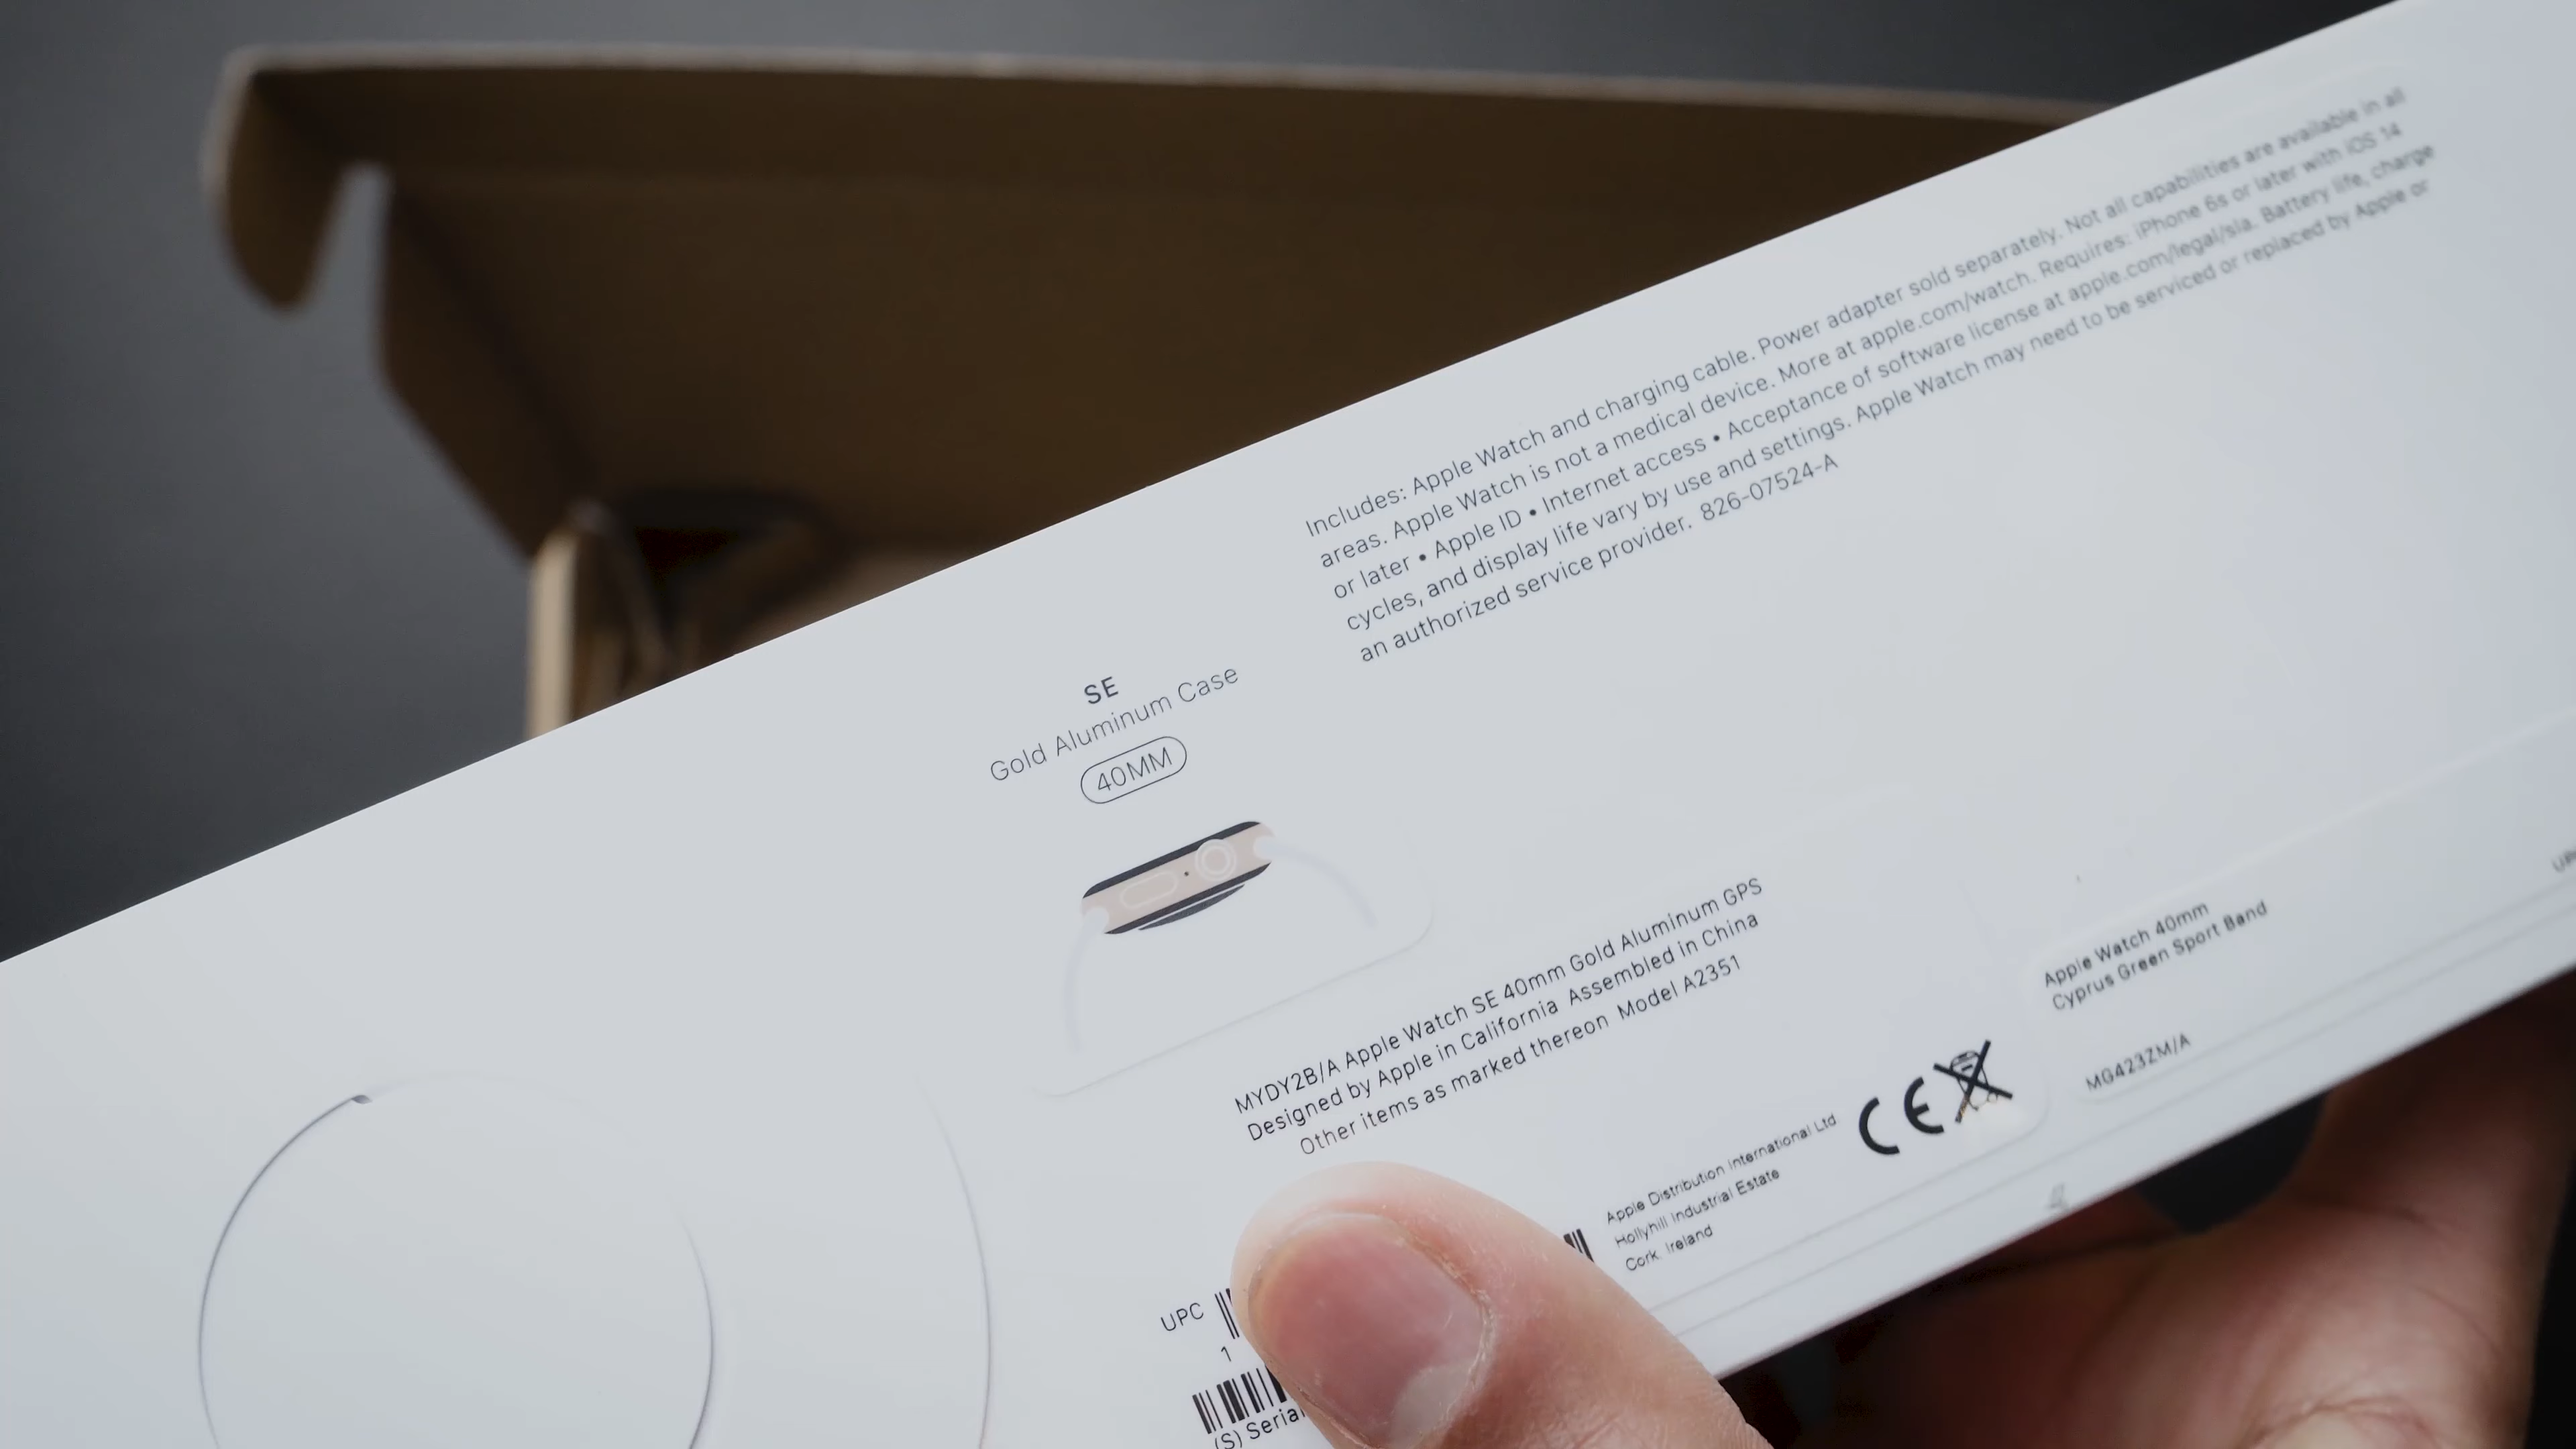 Includes: Apple Watch and charging cable. Power adapter sold separately. Not all capabilities are available in all
areas. Apple Watch is not a medical device. More at apple.com/watch. Requires: iPhone 6s or later with iOS 14
or later • Apple ID • Internet access • Acceptance of software license at apple.com/legal/sla. Battery life, charge
cycles, and display life vary by use and settings. Apple Watch may need to be serviced or replaced by Apple or
an authorized service provider. 826-07524-A
SE
Gold Aluminum Case
40MM
MYDY2B/A Apple Watch SE 40mm Gold Aluminum GPS
Designed by Apple in California Assembled in China
Other items as marked thereon Model A2351
Apple Distribution International Ltd
Hollyhill Industrial Estate
Cork, Ireland
CE
Apple Watch 40mm
Cyprus Green Sport Band
MG423ZM/A
UPC
1
(S) Serial